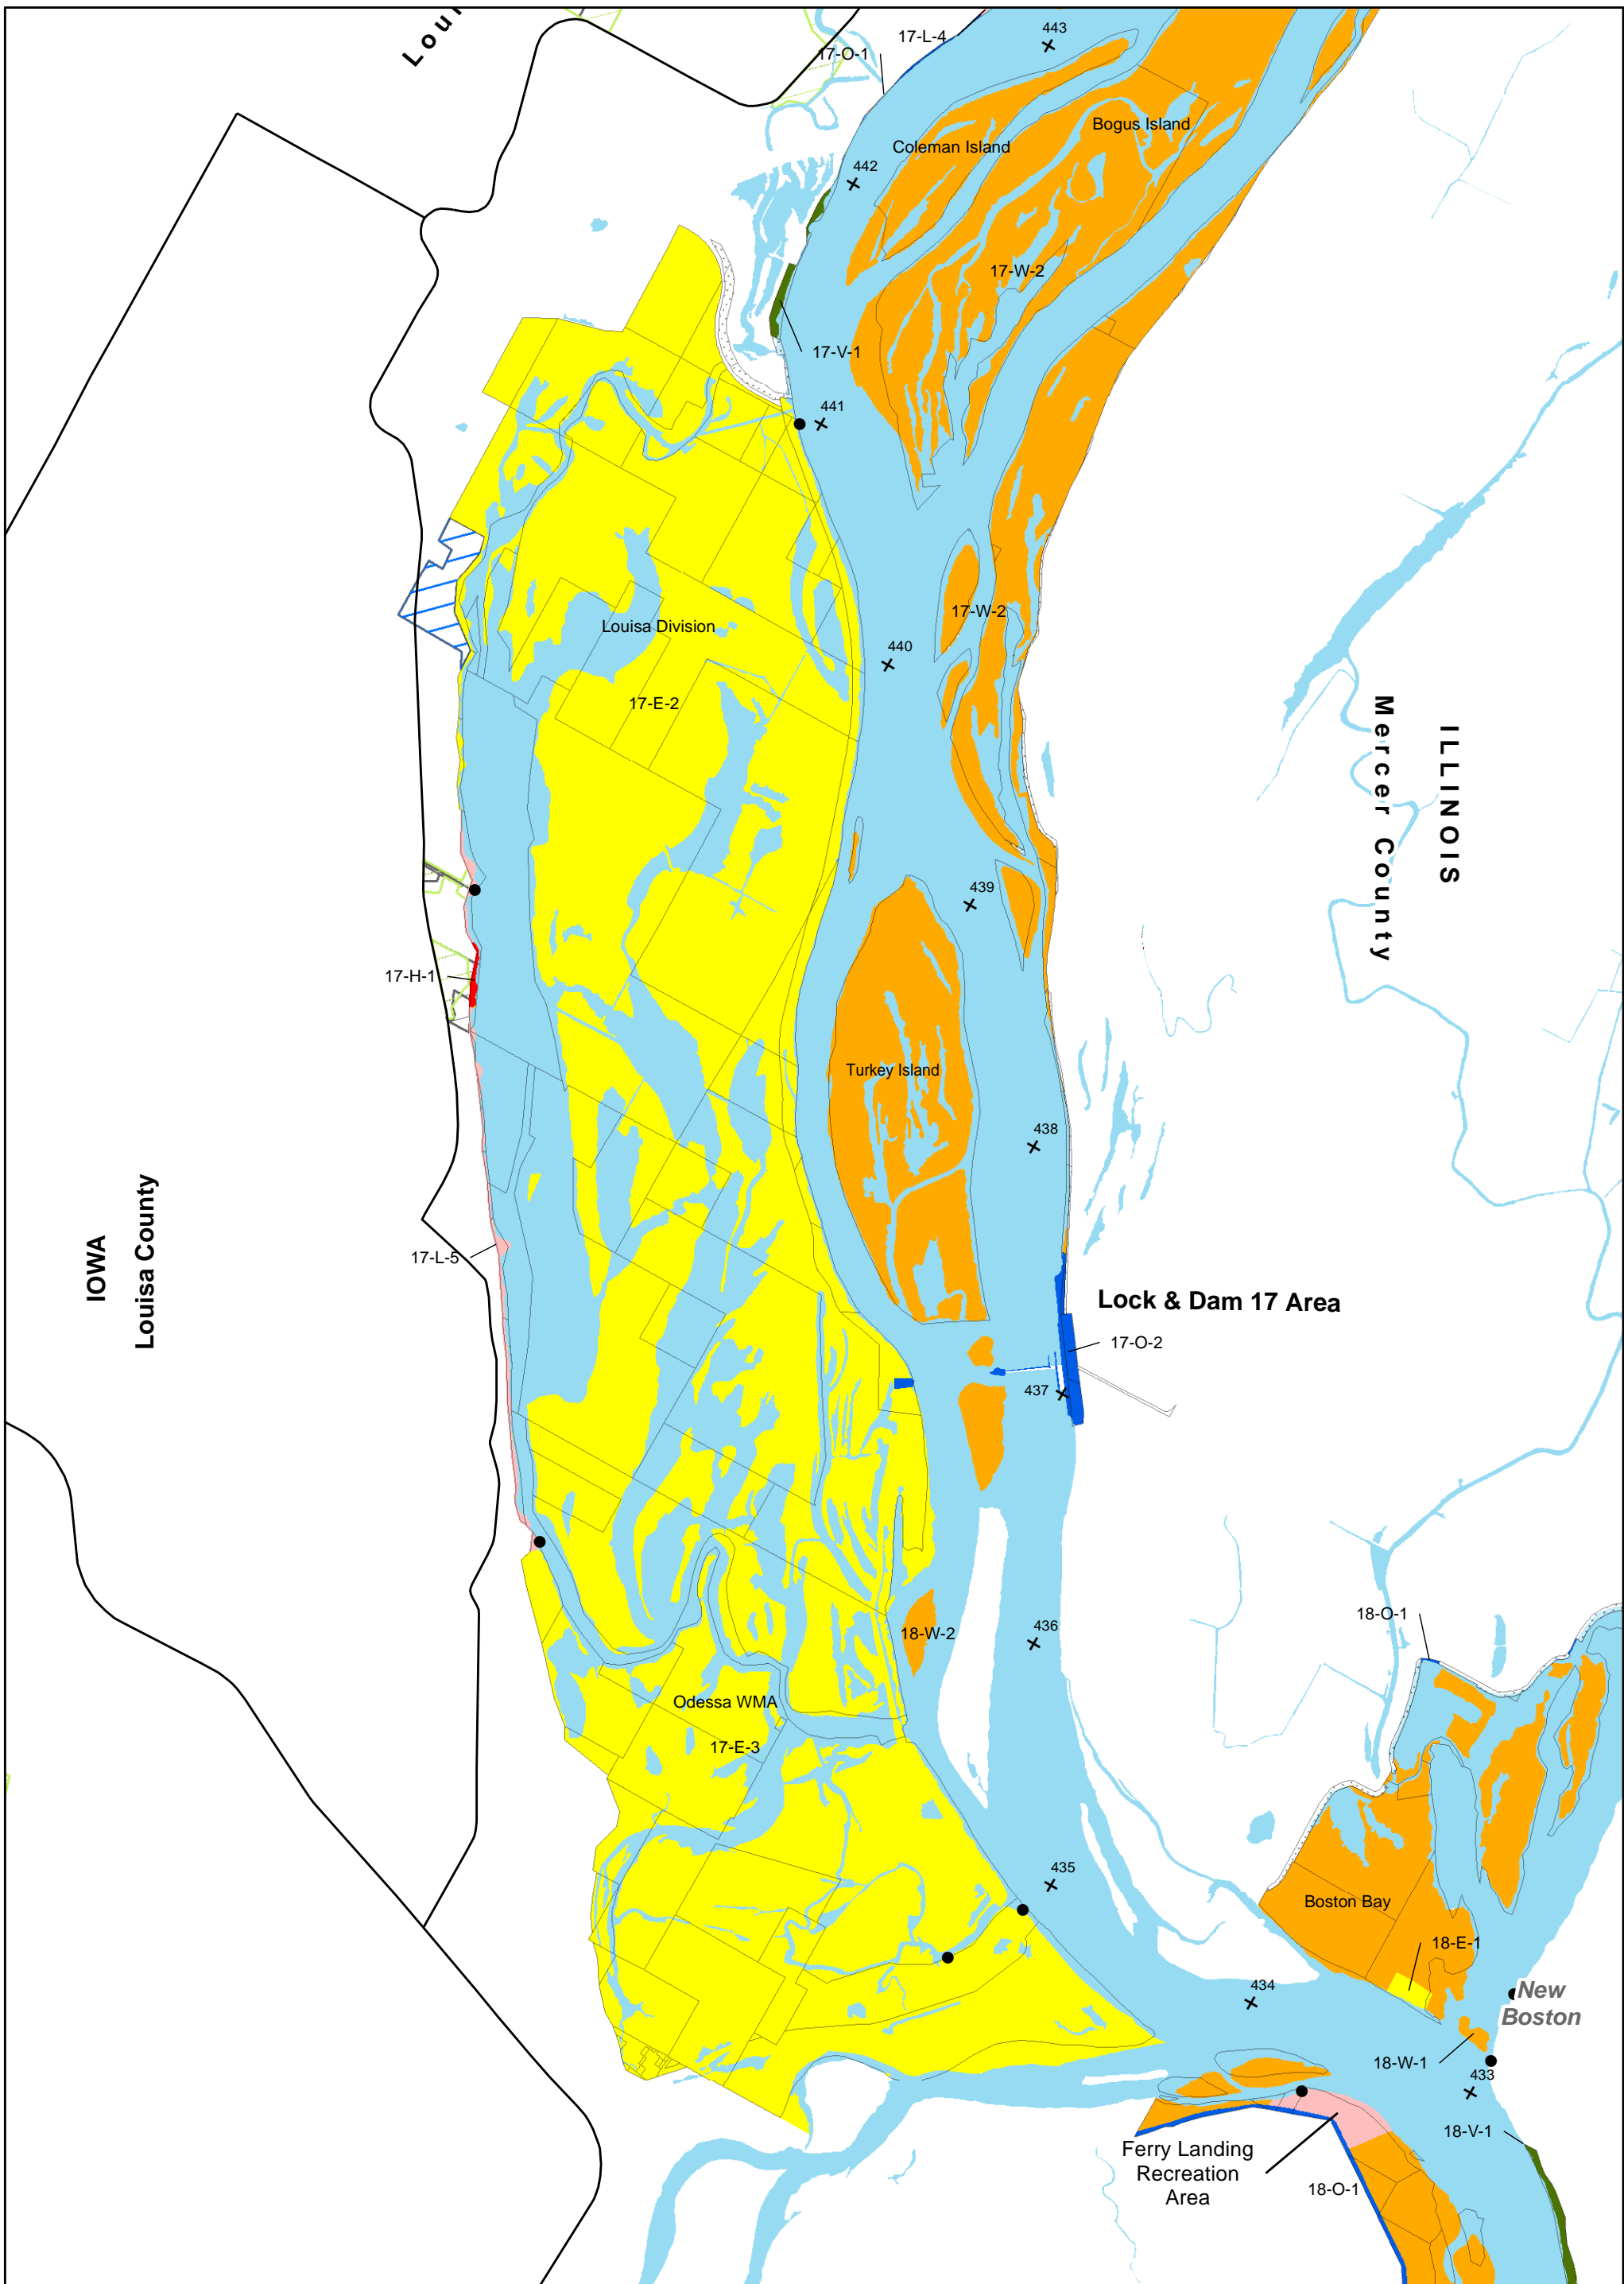 443
17-L-4
17-O-1
Bogus Island
Coleman Island
442
17-W-2
17-V-1
441
17-W-2
Louisa Division
440
17-E-2
ILLINOIS
Mercer County
439
17-H-1
Turkey Island
438
IOWA
Louisa County
17-L-5
Lock & Dam 17 Area
17-O-2
437
18-O-1
436
18-W-2
Odessa WMA
17-E-3
435
Boston Bay
18-E-1
434
New
Boston
18-W-1
433
18-V-1
Ferry Landing
Recreation
Area
18-O-1